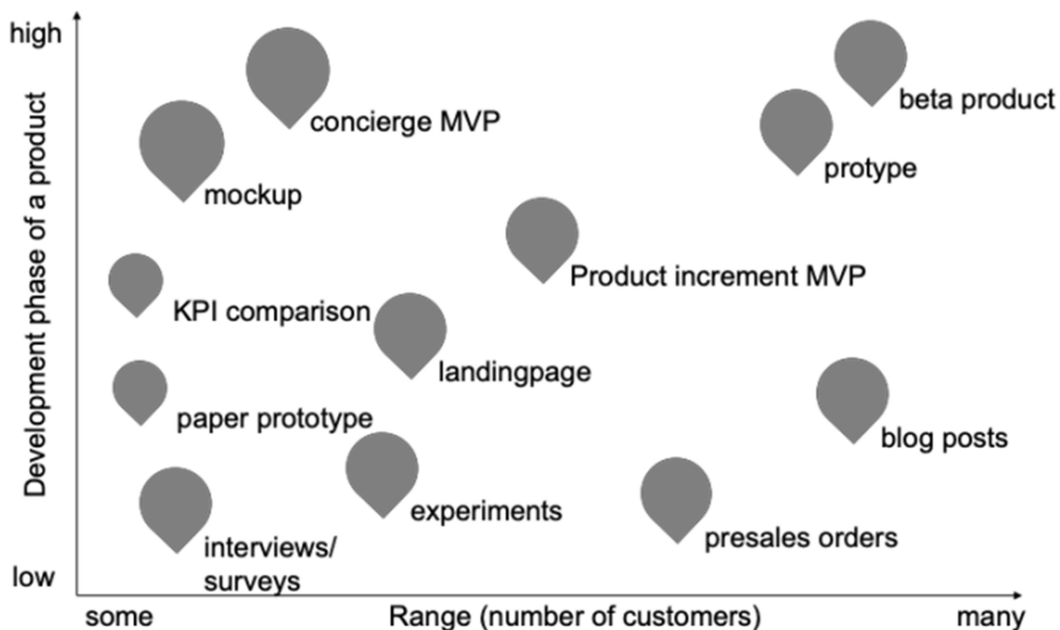 high
Development phase of a product
beta product
concierge MVP
protype
mockup
Product increment MVP
KPI comparison
landingpage
paper prototype
blog posts
experiments
presales orders
interviews/
surveys
low
some
Range (number of customers)
many